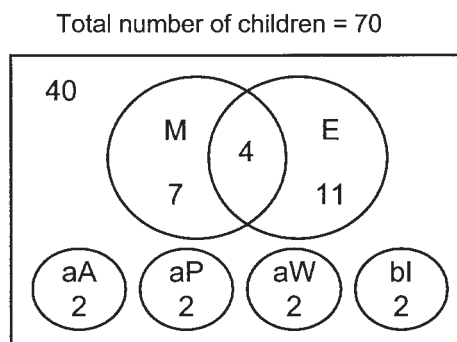 Total number of children = 70
40
M E
4
7 11
aA aP aW bI
2 2 2 2